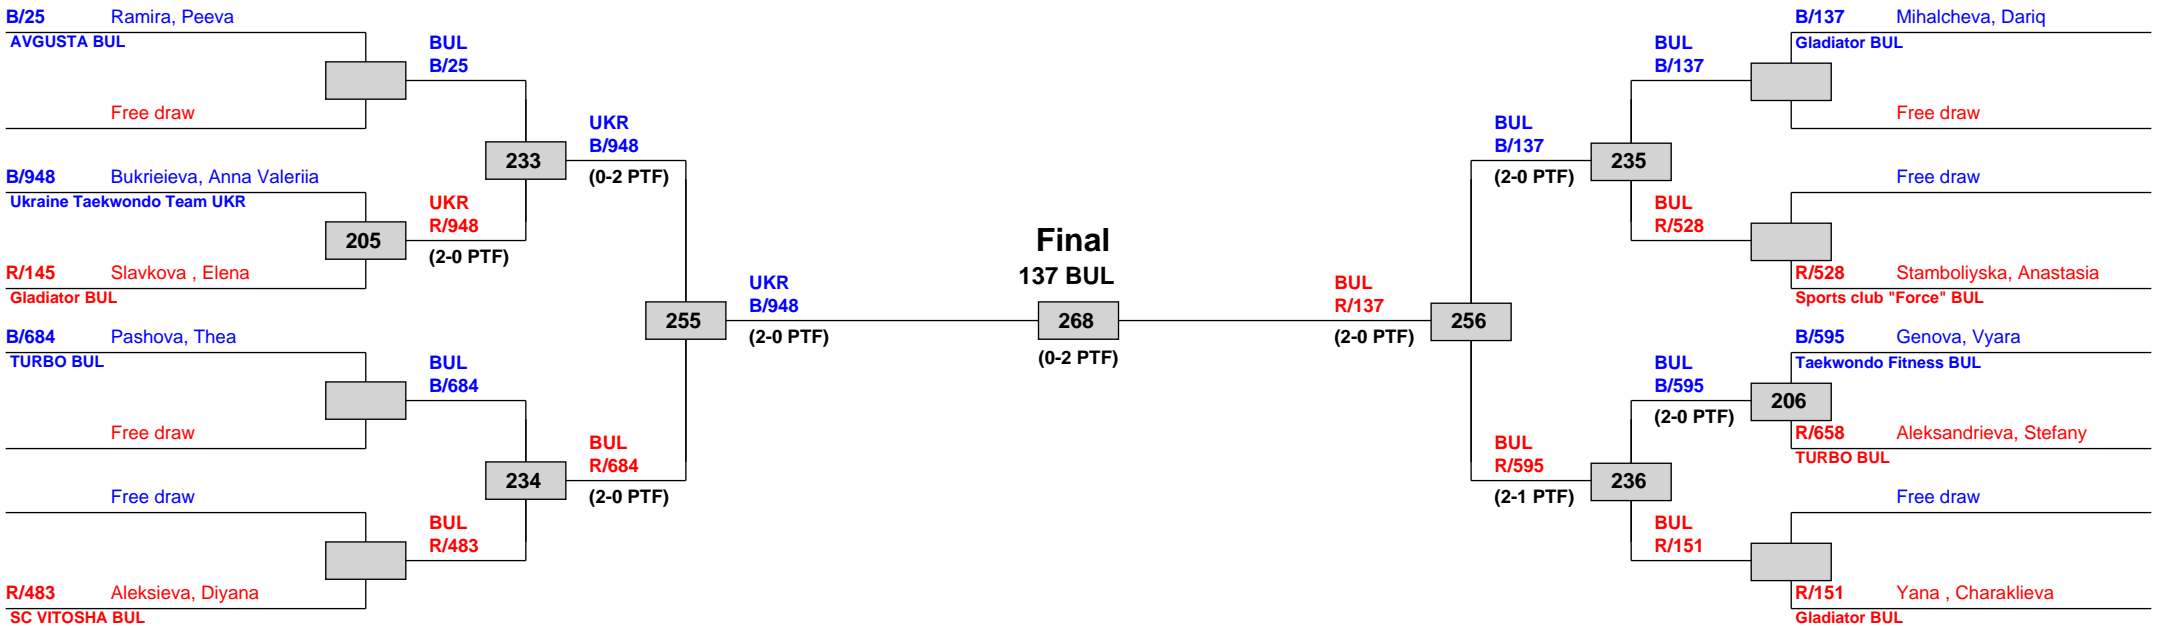 B/25 Ramira, Peeva
AVGUSTA BUL
Free draw
B/948 Bukrieieva, Anna Valeriia
Ukraine Taekwondo Team UKR
R/145 Slavkova , Elena
Gladiator BUL
B/684 Pashova, Thea
TURBO BUL
Free draw
Free draw
R/483 Aleksieva, Diyana
SC VITOSHA BUL
BUL
B/25
205
UKR
R/948
(2-0 PTF)
BUL
B/684
BUL
R/483
233
UKR
B/948
(0-2 PTF)
234
BUL
R/684
(2-0 PTF)
255
UKR
B/948
(2-0 PTF)
Final
137 BUL
268
(0-2 PTF)
BUL
R/137
(2-0 PTF)
256
BUL
B/137
(2-0 PTF)
235
BUL
R/595
(2-1 PTF)
236
BUL
B/137
BUL
R/528
BUL
B/595
(2-0 PTF)
206
BUL
R/151
B/137 Mihalcheva, Dariq
Gladiator BUL
Free draw
Free draw
R/528 Stamboliyska, Anastasia
Sports club "Force" BUL
B/595 Genova, Vyara
Taekwondo Fitness BUL
R/658 Aleksandrieva, Stefany
TURBO BUL
Free draw
R/151 Yana , Charaklieva
Gladiator BUL